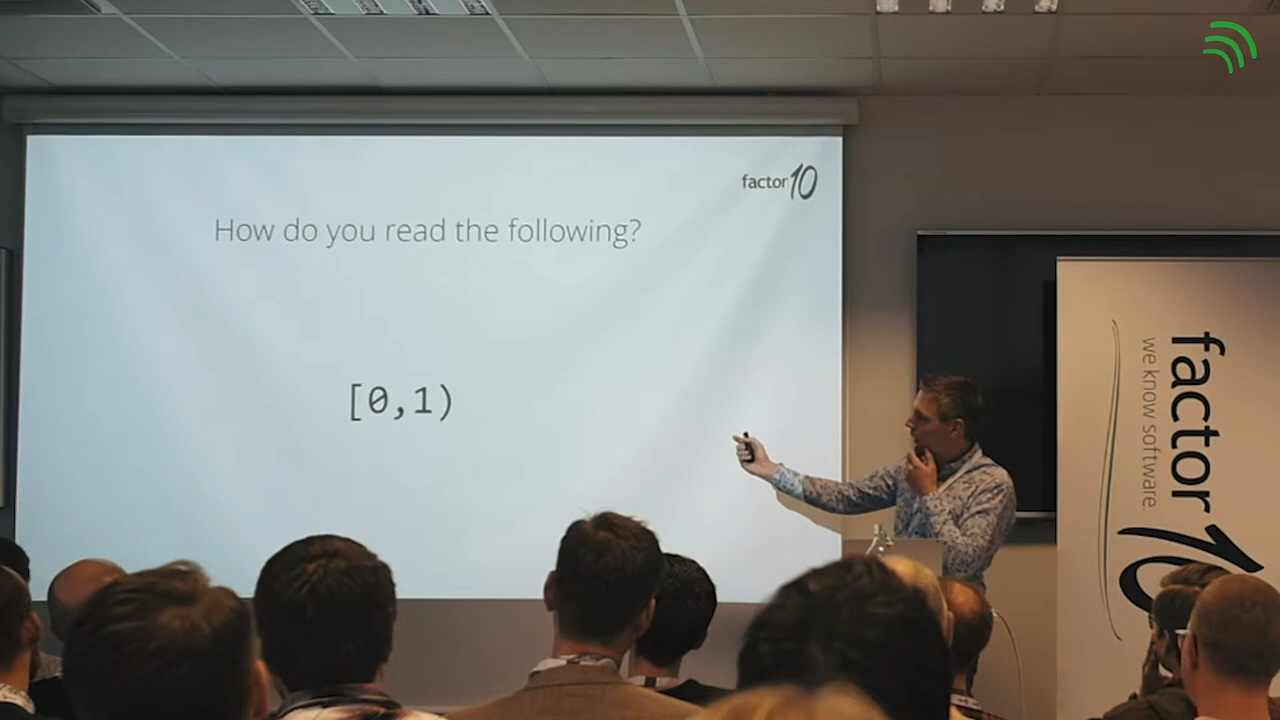 factor10
How do you read the following?
[0,1)
factor10
we know software.